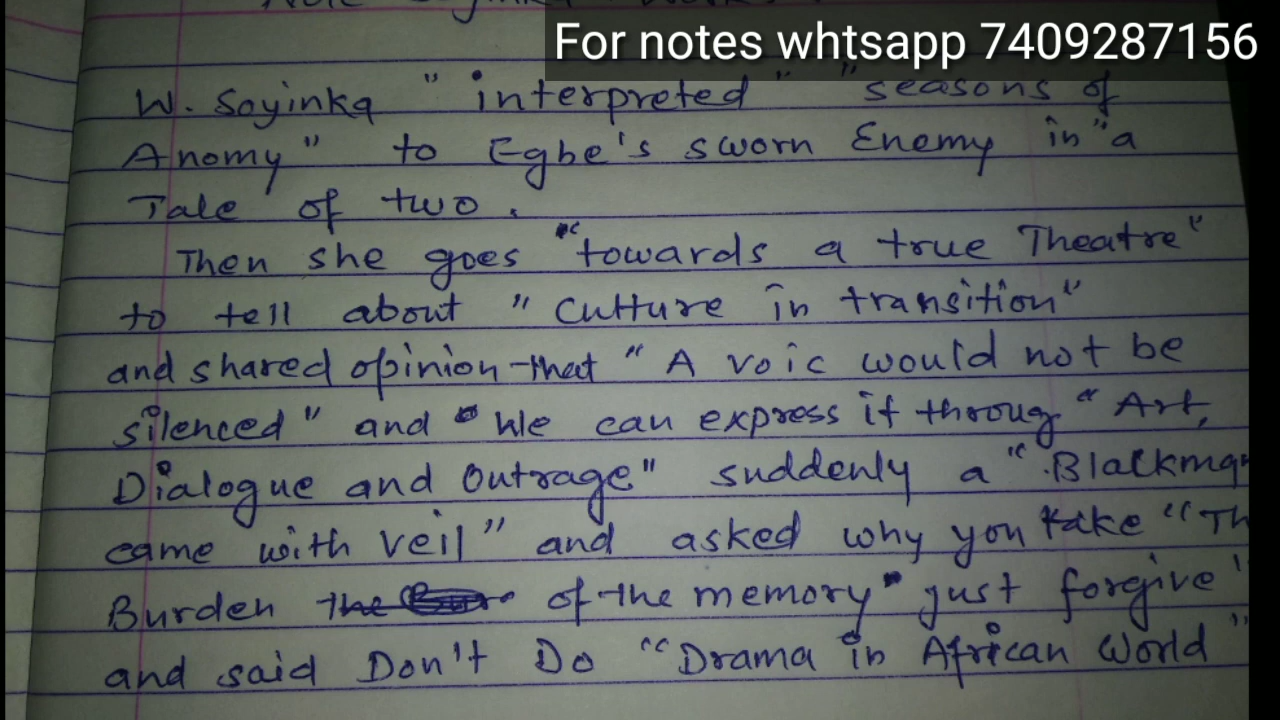 For notes whtsapp 7409287156
W. Soyinka "interpreted" "seasons of
Anomy" to Egbe's sworn Enemy in "a
Tale of two.
Then she goes "towards a true Theatre"
to tell about "Culture in transition"
and shared opinion that "A voic would not be
silenced" and We can express it throug "Art,
Dialogue and Outrage" suddenly a "Blackman
came with veil" and asked why you take "Th
Burden the of the memory" just forgive"
and said Don't Do "Drama in African World"